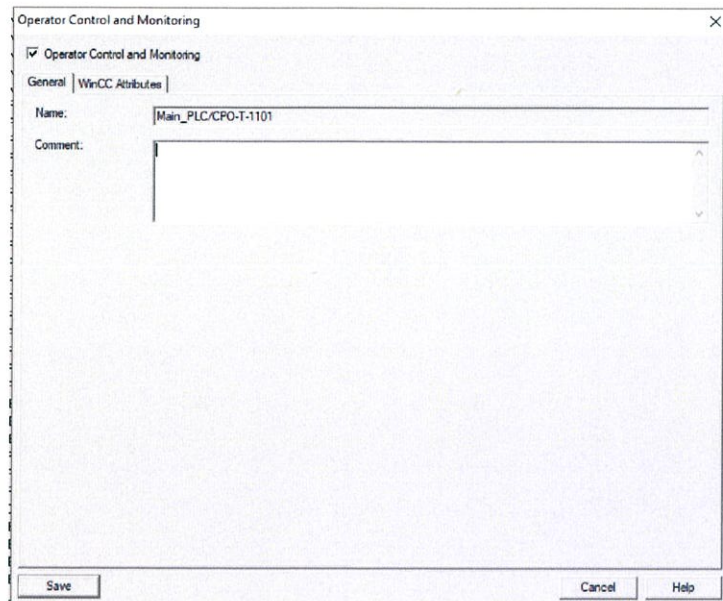 Operator Control and Monitoring
Operator Control and Monitoring
General WinCC Attributes
Name: Main_PLC/CPO-T-1101
Comment:
Save Cancel Help